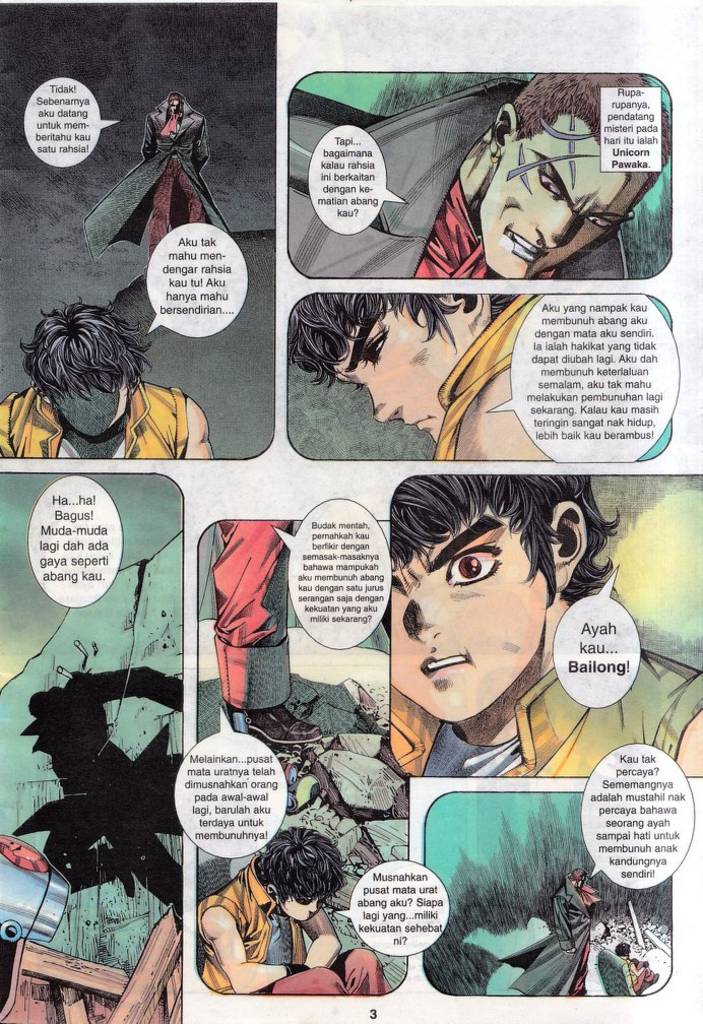 Tidak!
Sebenarnya
aku datang
untuk mem-
beritahu kau
satu rahsia!
Aku tak
mahu men-
dengar rahsia
kau tu! Aku
hanya mahu
bersendirian....
Rupa-
rupanya,
pendatang
misteri pada
hari itu ialah
Unicorn
Pawaka.
Tapi...
bagaimana
kalau rahsia
ini berkaitan
dengan ke-
matian abang
kau?
Aku yang nampak kau
membunuh abang aku
dengan mata aku sendiri.
Ia ialah hakikat yang tidak
dapat diubah lagi. Aku dah
membunuh keterlaluan
semalam, aku tak mahu
melakukan pembunuhan lagi
sekarang. Kalau kau masih
teringin sangat nak hidup,
lebih baik kau berambus!
Ha...ha!
Bagus!
Muda-muda
lagi dah ada
gaya seperti
abang kau.
Budak mentah,
pernahkah kau
berfikir dengan
semasak-masaknya
bahawa mampukah
aku membunuh abang
kau dengan satu jurus
serangan saja dengan
kekuatan yang aku
miliki sekarang?
Melainkan...pusat
mata uratnya telah
dimusnahkan orang
pada awal-awal
lagi, barulah aku
terdaya untuk
membunuhnya!
Musnahkan
pusat mata urat
abang aku? Siapa
lagi yang...miliki
kekuatan sehebat
ni?
Ayah
kau...
Bailong!
Kau tak
percaya?
Sememangnya
adalah mustahil nak
percaya bahawa
seorang ayah
sampai hati untuk
membunuh anak
kandungnya
sendiri!
3